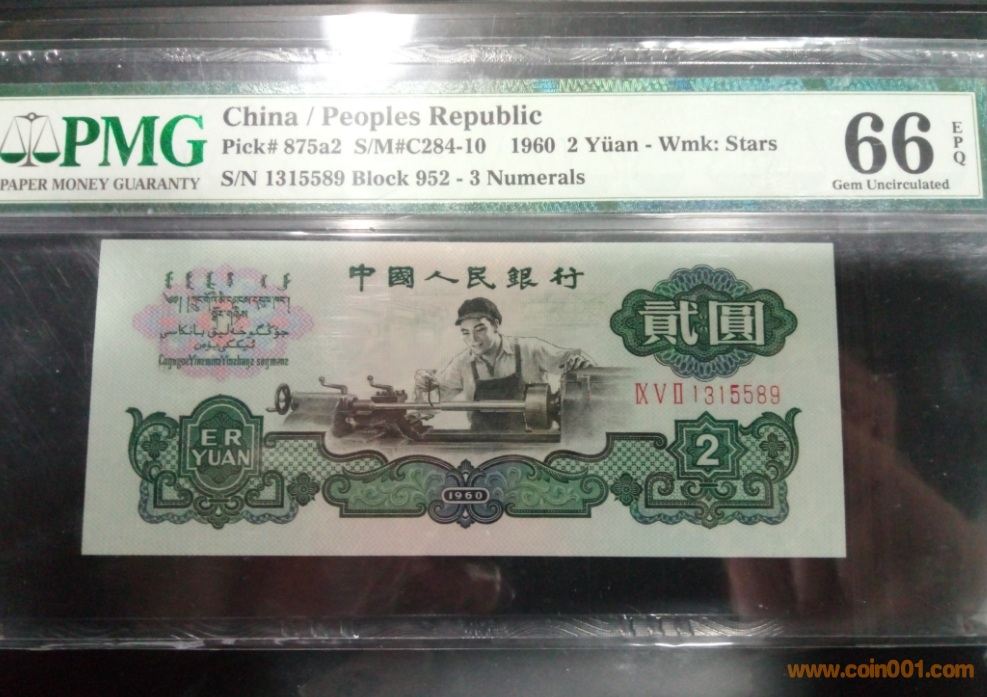 PMG
PAPER MONEY GUARANTY
China / Peoples Republic
Pick# 875a2 S/M#C284-10 1960 2 Yüan - Wmk: Stars
S/N 1315589 Block 952 - 3 Numerals
66
EPQ
Gem Uncirculated
中國人民銀行
貳圓
IX V II 1315589
ER
YUAN
2
1960
www.coin001.com